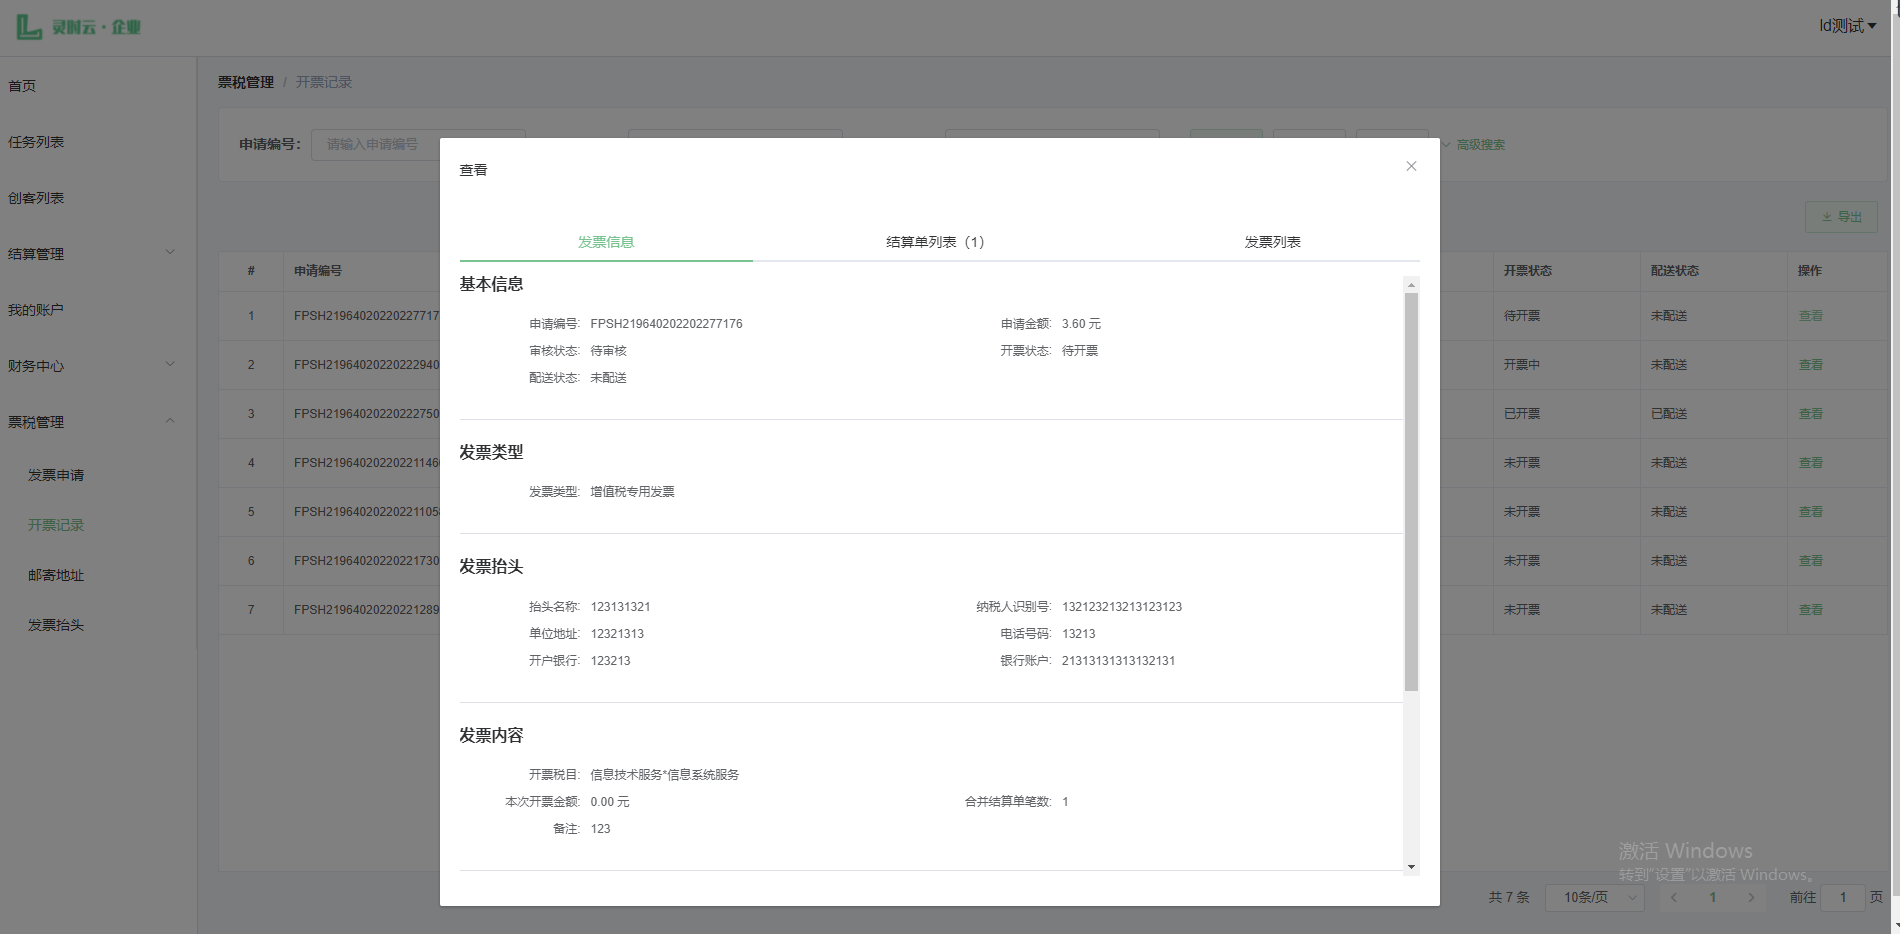 灵时云·企业
ld测试
首页
任务列表
创客列表
结算管理
我的账户
财务中心
票税管理
发票申请
开票记录
邮寄地址
发票抬头
票税管理 / 开票记录
申请编号： 请输入申请编号
高级搜索
导出
# 申请编号 开票状态 配送状态 操作
1 FPSH21964020220227717 待开票 未配送 查看
2 FPSH21964020220222940 开票中 未配送 查看
3 FPSH21964020220222750 已开票 已配送 查看
4 FPSH2196402022022114 未开票 未配送 查看
5 FPSH21964020220221105 未开票 未配送 查看
6 FPSH21964020220221730 未开票 未配送 查看
7 FPSH21964020220221289 未开票 未配送 查看
共 7 条 10条/页 1 前往 1 页
查看
发票信息 结算单列表（1） 发票列表
基本信息
申请编号: FPSH219640202202277176 申请金额: 3.60 元
审核状态: 待审核 开票状态: 待开票
配送状态: 未配送
发票类型
发票类型: 增值税专用发票
发票抬头
抬头名称: 123131321 纳税人识别号: 132123213213123123
单位地址: 12321313 电话号码: 13213
开户银行: 123213 银行账户: 21313131313132131
发票内容
开票税目: 信息技术服务*信息系统服务
本次开票金额: 0.00 元 合并结算单笔数: 1
备注: 123
激活 Windows
转到"设置"以激活 Windows。